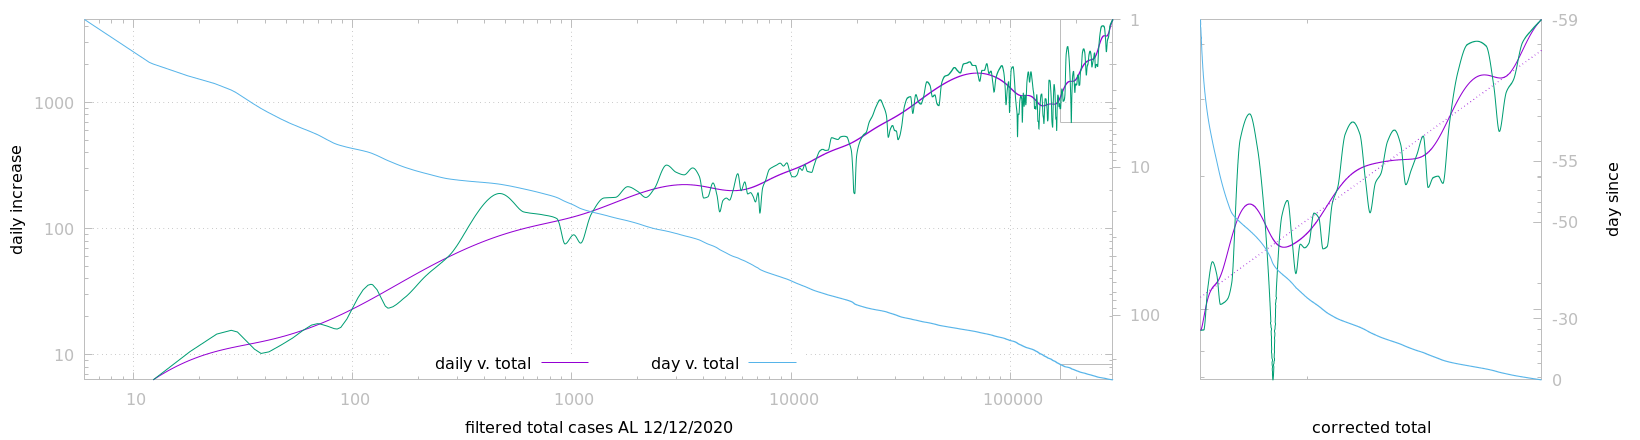 daily increase
1000
100
10
daily v. total
day v. total
10
100
1000
10000
100000
filtered total cases AL 12/12/2020
1
10
100
-59
-55
-50
-30
0
day since
corrected total